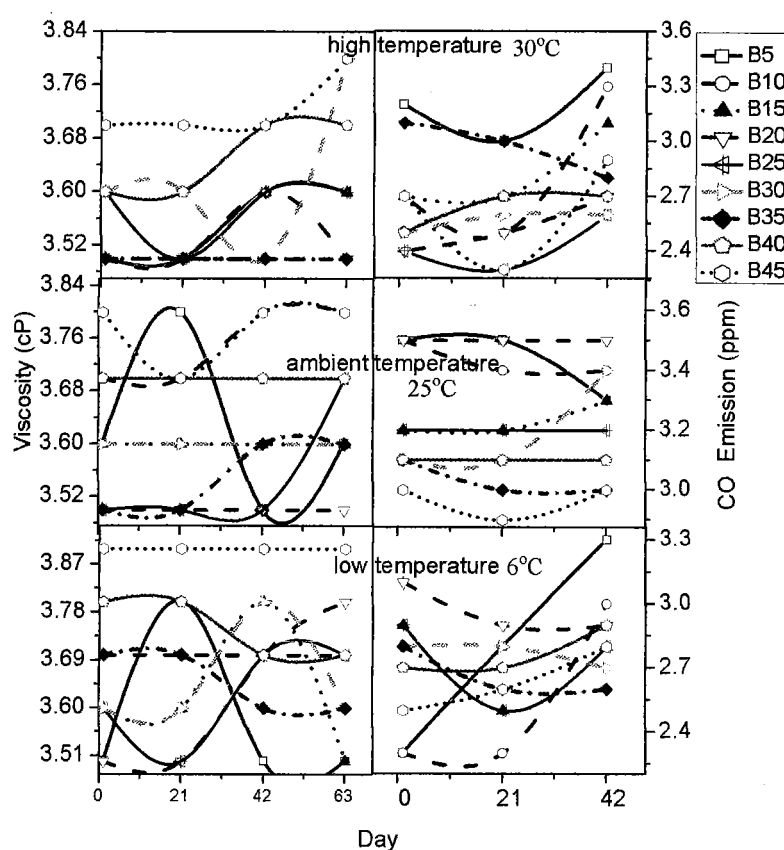 3.84
3.76
3.68
3.60
3.52
high temperature 30°C
3.6
3.3
3.0
2.7
2.4
B5
B10
B15
B20
B25
B30
B35
B40
B45
3.84
3.76
3.68
3.60
3.52
ambient temperature
25°C
3.6
3.4
3.2
3.0
Viscosity (cP)
CO Emission (ppm)
3.87
3.78
3.69
3.60
3.51
low temperature 6°C
3.3
3.0
2.7
2.4
0
21
42
63
0
21
42
Day